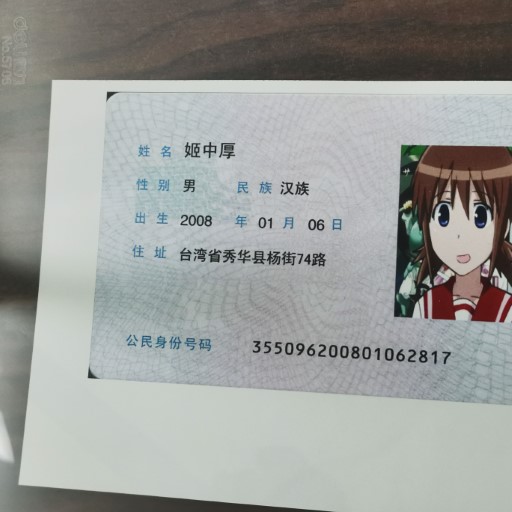 姓名 姬中厚
性别 男 民族 汉族
出生 2008 年 01 月 06 日
住址 台湾省秀华县杨街74路
公民身份号码 355096200801062817